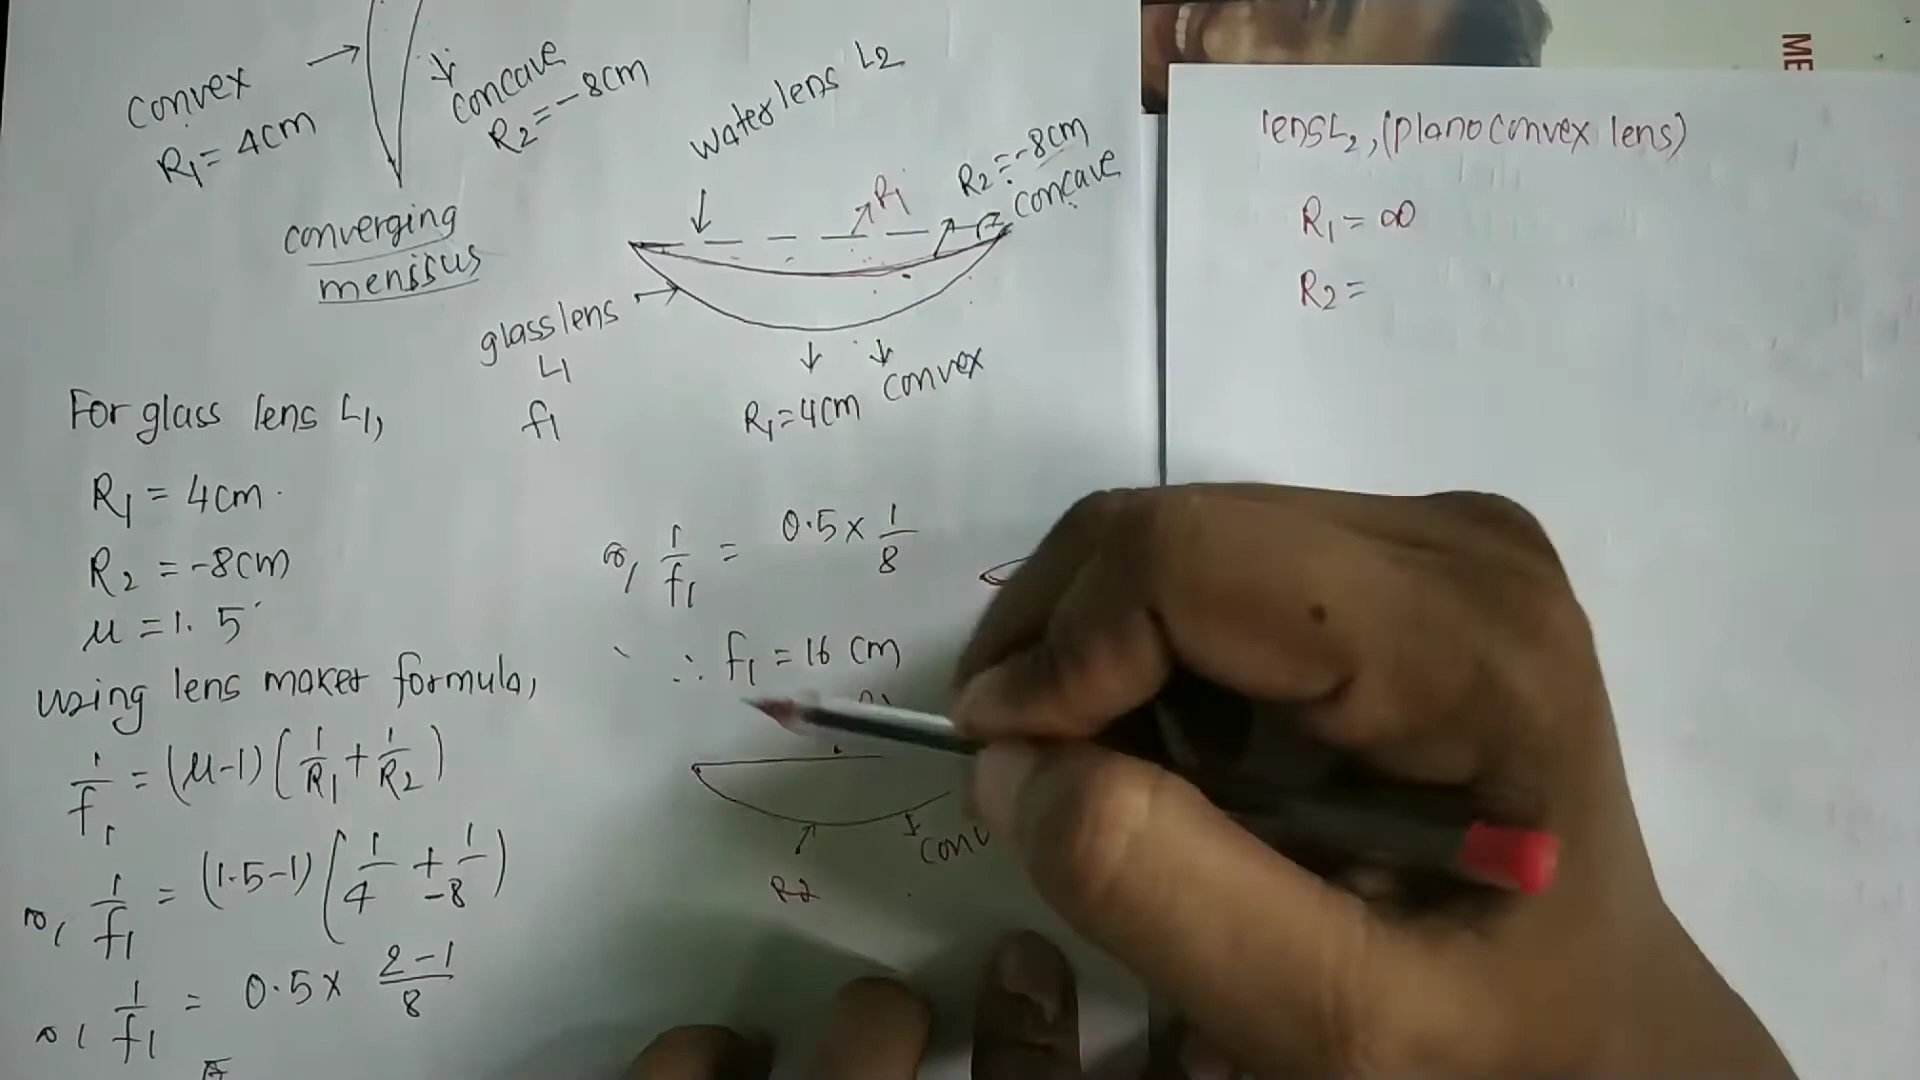 convex
R1 = 4cm
concave
R2 = -8cm
converging
menissus
water lens L2
R1
R2 = -8cm
concave
glass lens
L1
f1
R1 = 4cm
convex
For glass lens L1,
R1 = 4cm
R2 = -8cm
μ = 1.5
using lens maker formula,
1/f1 = (μ-1) (1/R1 + 1/R2)
or, 1/f1 = (1.5-1) (1/4 + 1/-8)
or, 1/f1 = 0.5 x 2-1/8
or, 1/f1 = 0.5 x 1/8
∴ f1 = 16 cm
R2
ME
lens L2, (plano convex lens)
R1 = ∞
R2 =